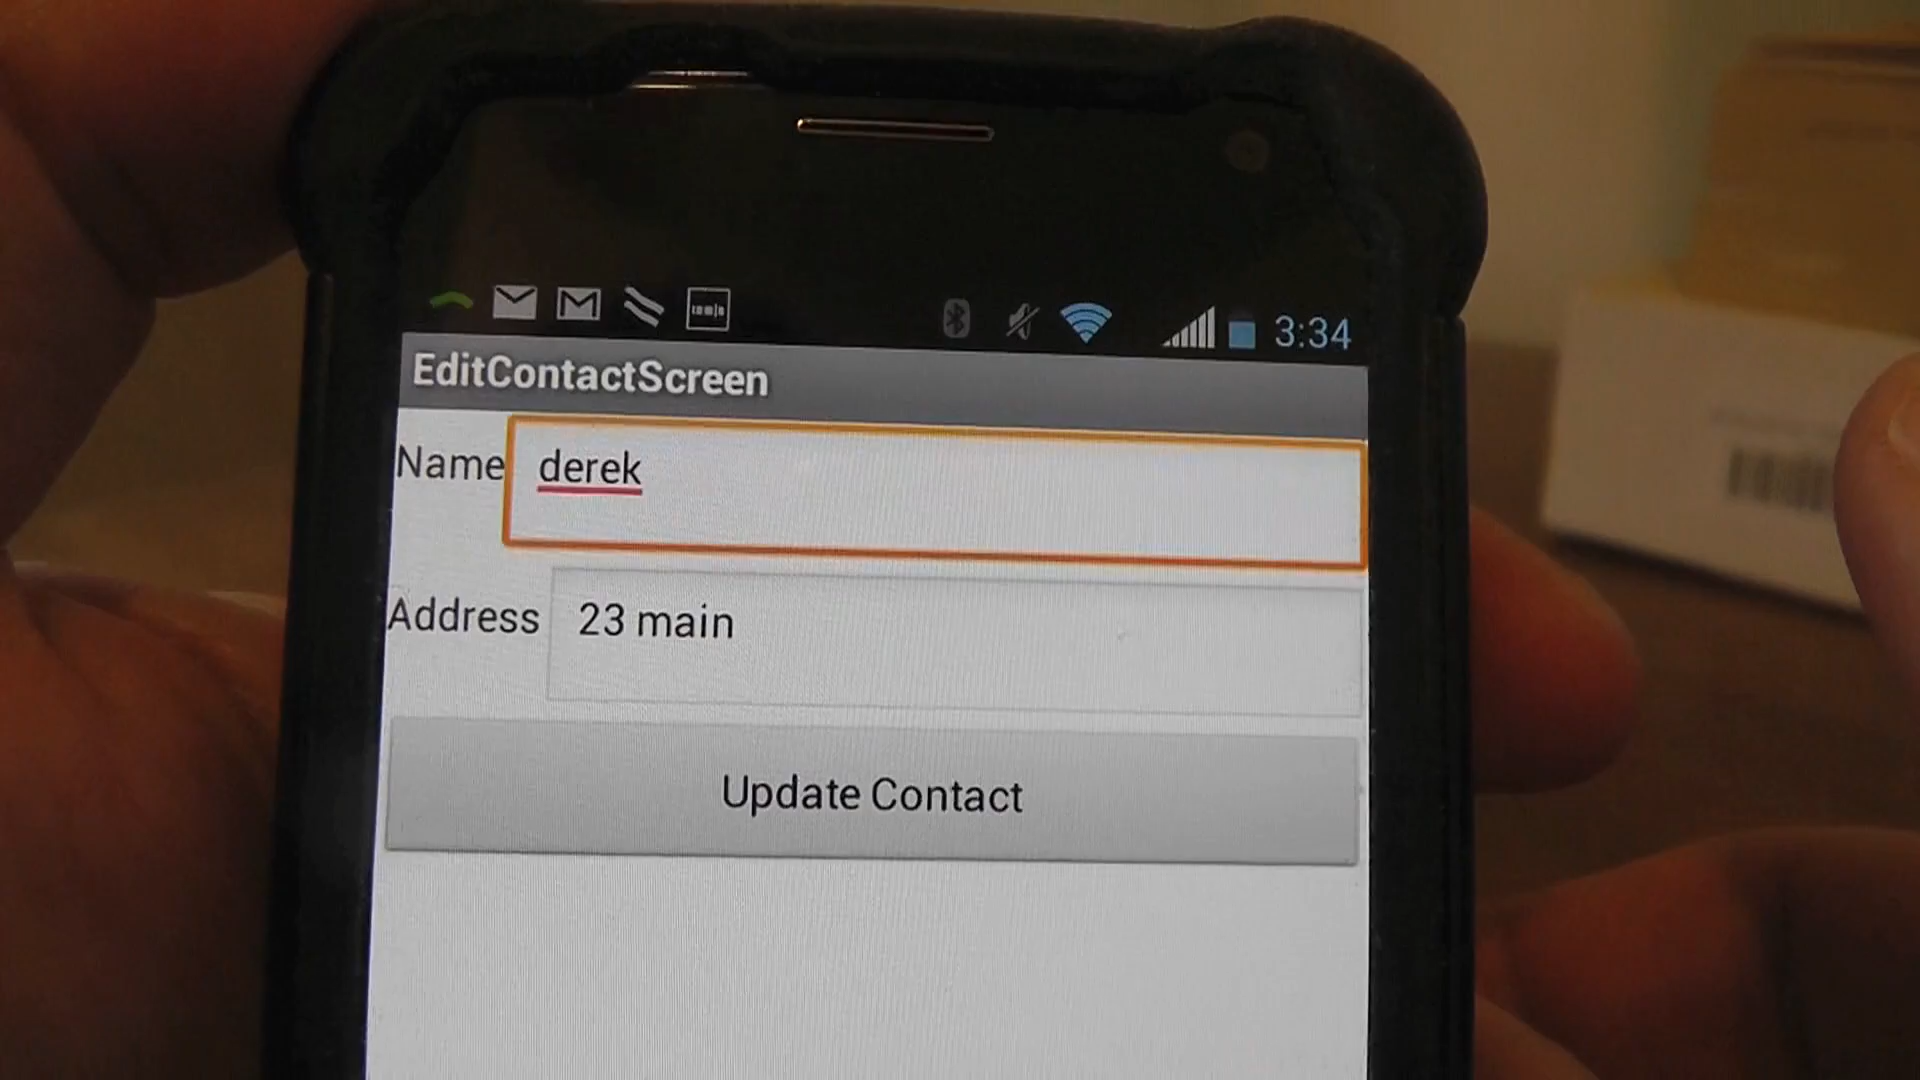 3:34
EditContactScreen
Name derek
Address 23 main
Update Contact